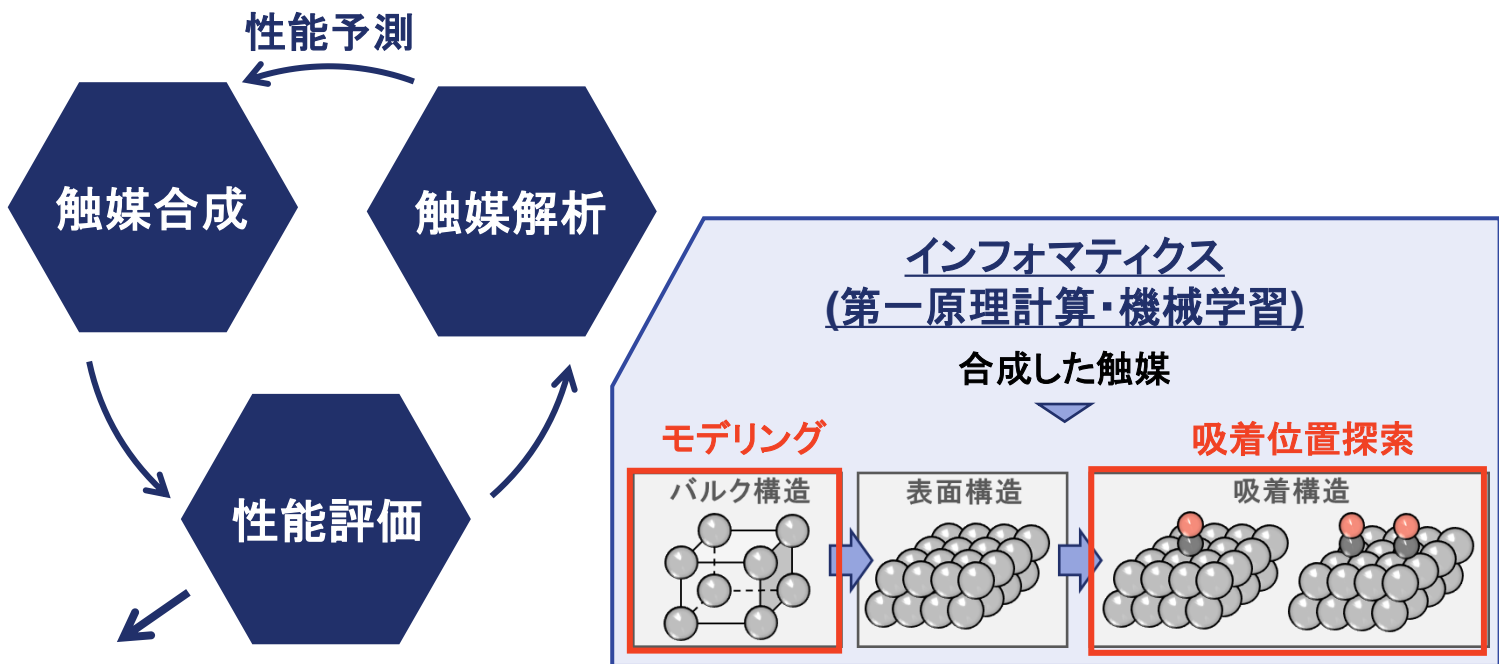 性能予測
触媒合成
触媒解析
性能評価
インフォマティクス
(第一原理計算・機械学習)
合成した触媒
モデリング
吸着位置探索
バルク構造
表面構造
吸着構造